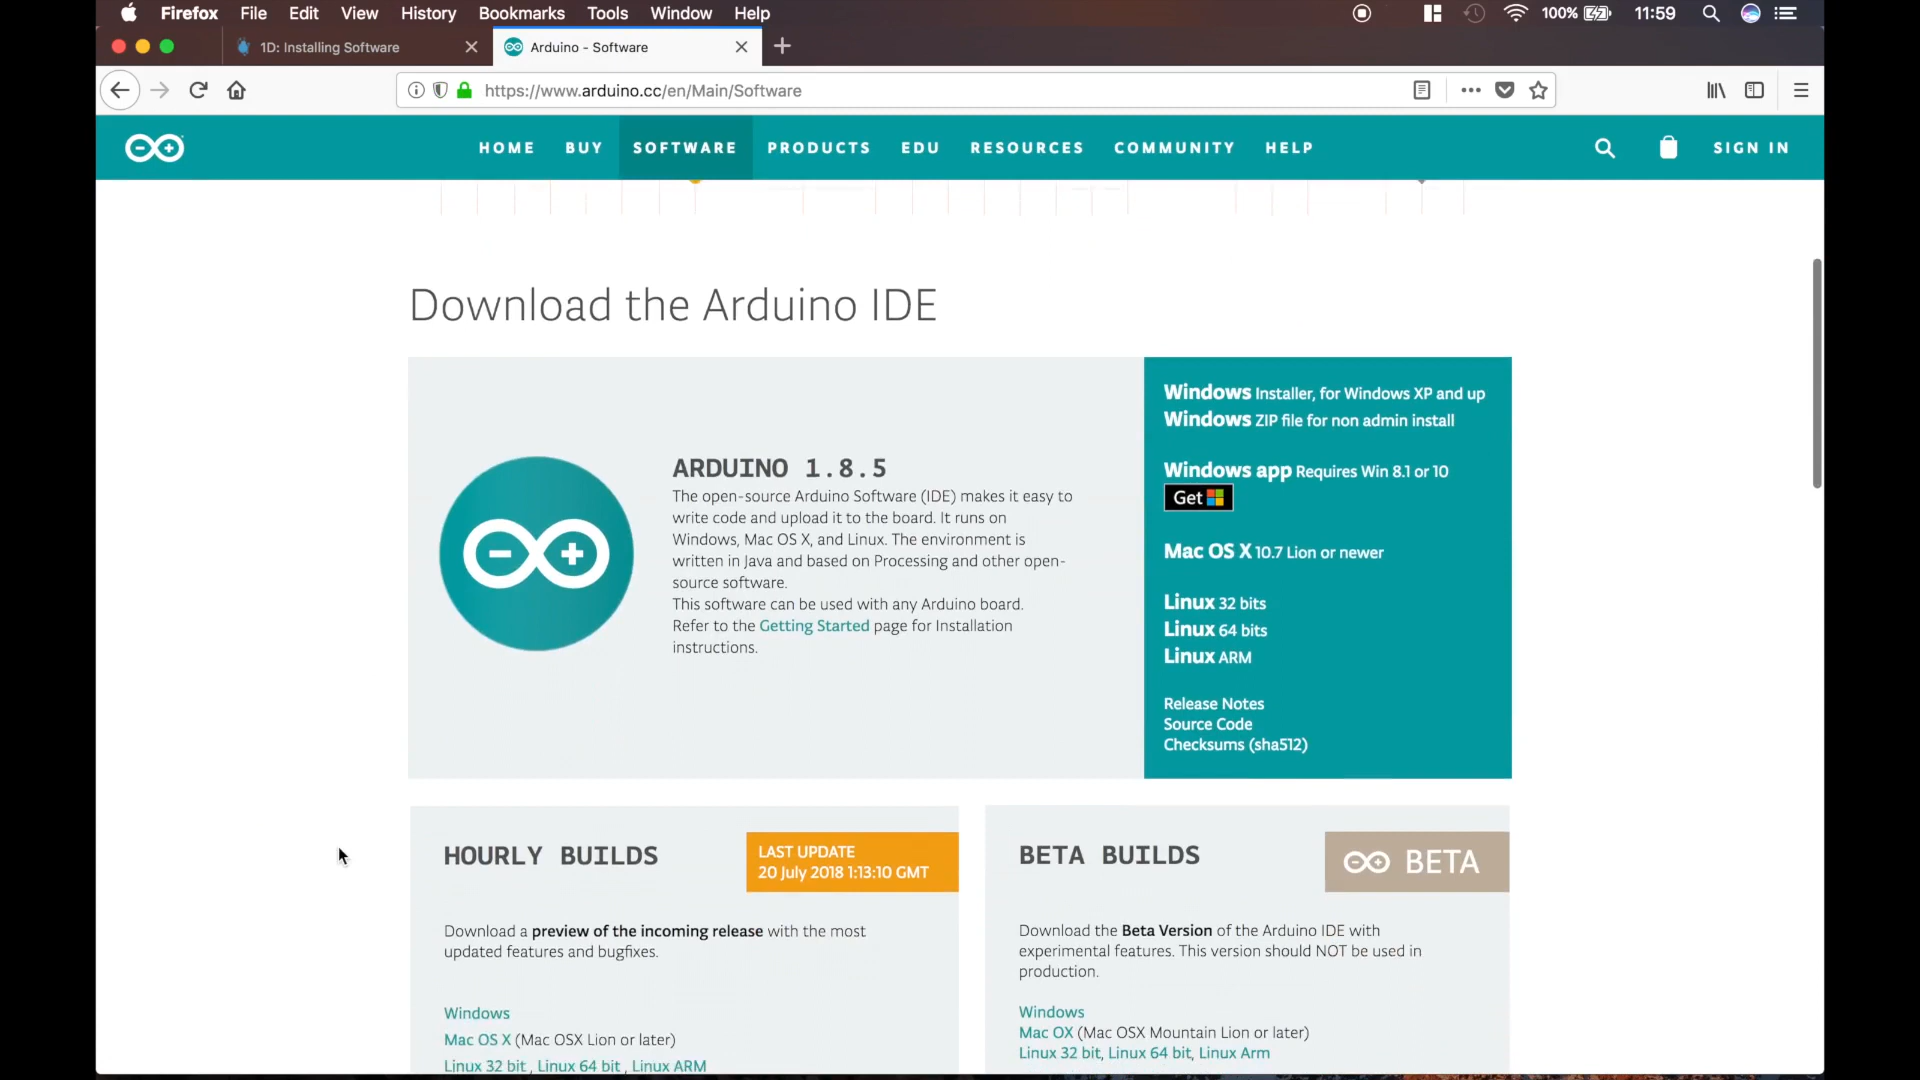 Firefox File Edit View History Bookmarks Tools Window Help 100% 11:59
1D: Installing Software Arduino - Software
https://www.arduino.cc/en/Main/Software
HOME BUY SOFTWARE PRODUCTS EDU RESOURCES COMMUNITY HELP SIGN IN
Download the Arduino IDE
ARDUINO 1.8.5
The open-source Arduino Software (IDE) makes it easy to
write code and upload it to the board. It runs on
Windows, Mac OS X, and Linux. The environment is
written in Java and based on Processing and other open-
source software.
This software can be used with any Arduino board.
Refer to the Getting Started page for Installation
instructions.
Windows Installer, for Windows XP and up
Windows ZIP file for non admin install
Windows app Requires Win 8.1 or 10
Get
Mac OS X 10.7 Lion or newer
Linux 32 bits
Linux 64 bits
Linux ARM
Release Notes
Source Code
Checksums (sha512)
HOURLY BUILDS
LAST UPDATE
20 July 2018 1:13:10 GMT
Download a preview of the incoming release with the most
updated features and bugfixes.
Windows
Mac OS X (Mac OSX Lion or later)
Linux 32 bit , Linux 64 bit , Linux ARM
BETA BUILDS
BETA
Download the Beta Version of the Arduino IDE with
experimental features. This version should NOT be used in
production.
Windows
Mac OX (Mac OSX Mountain Lion or later)
Linux 32 bit, Linux 64 bit, Linux Arm